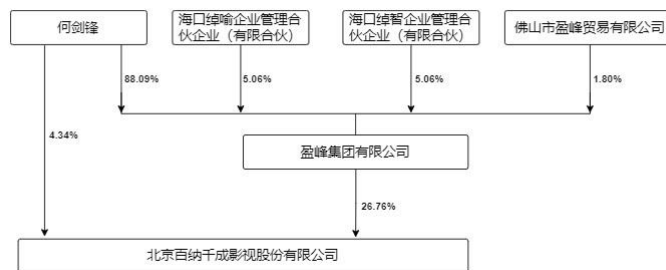 何剑锋
海口绰喻企业管理合
伙企业（有限合伙）
海口绰智企业管理合
伙企业（有限合伙）
佛山市盈峰贸易有限公司
88.09%
5.06%
5.06%
1.80%
4.34%
盈峰集团有限公司
26.76%
北京百纳千成影视股份有限公司